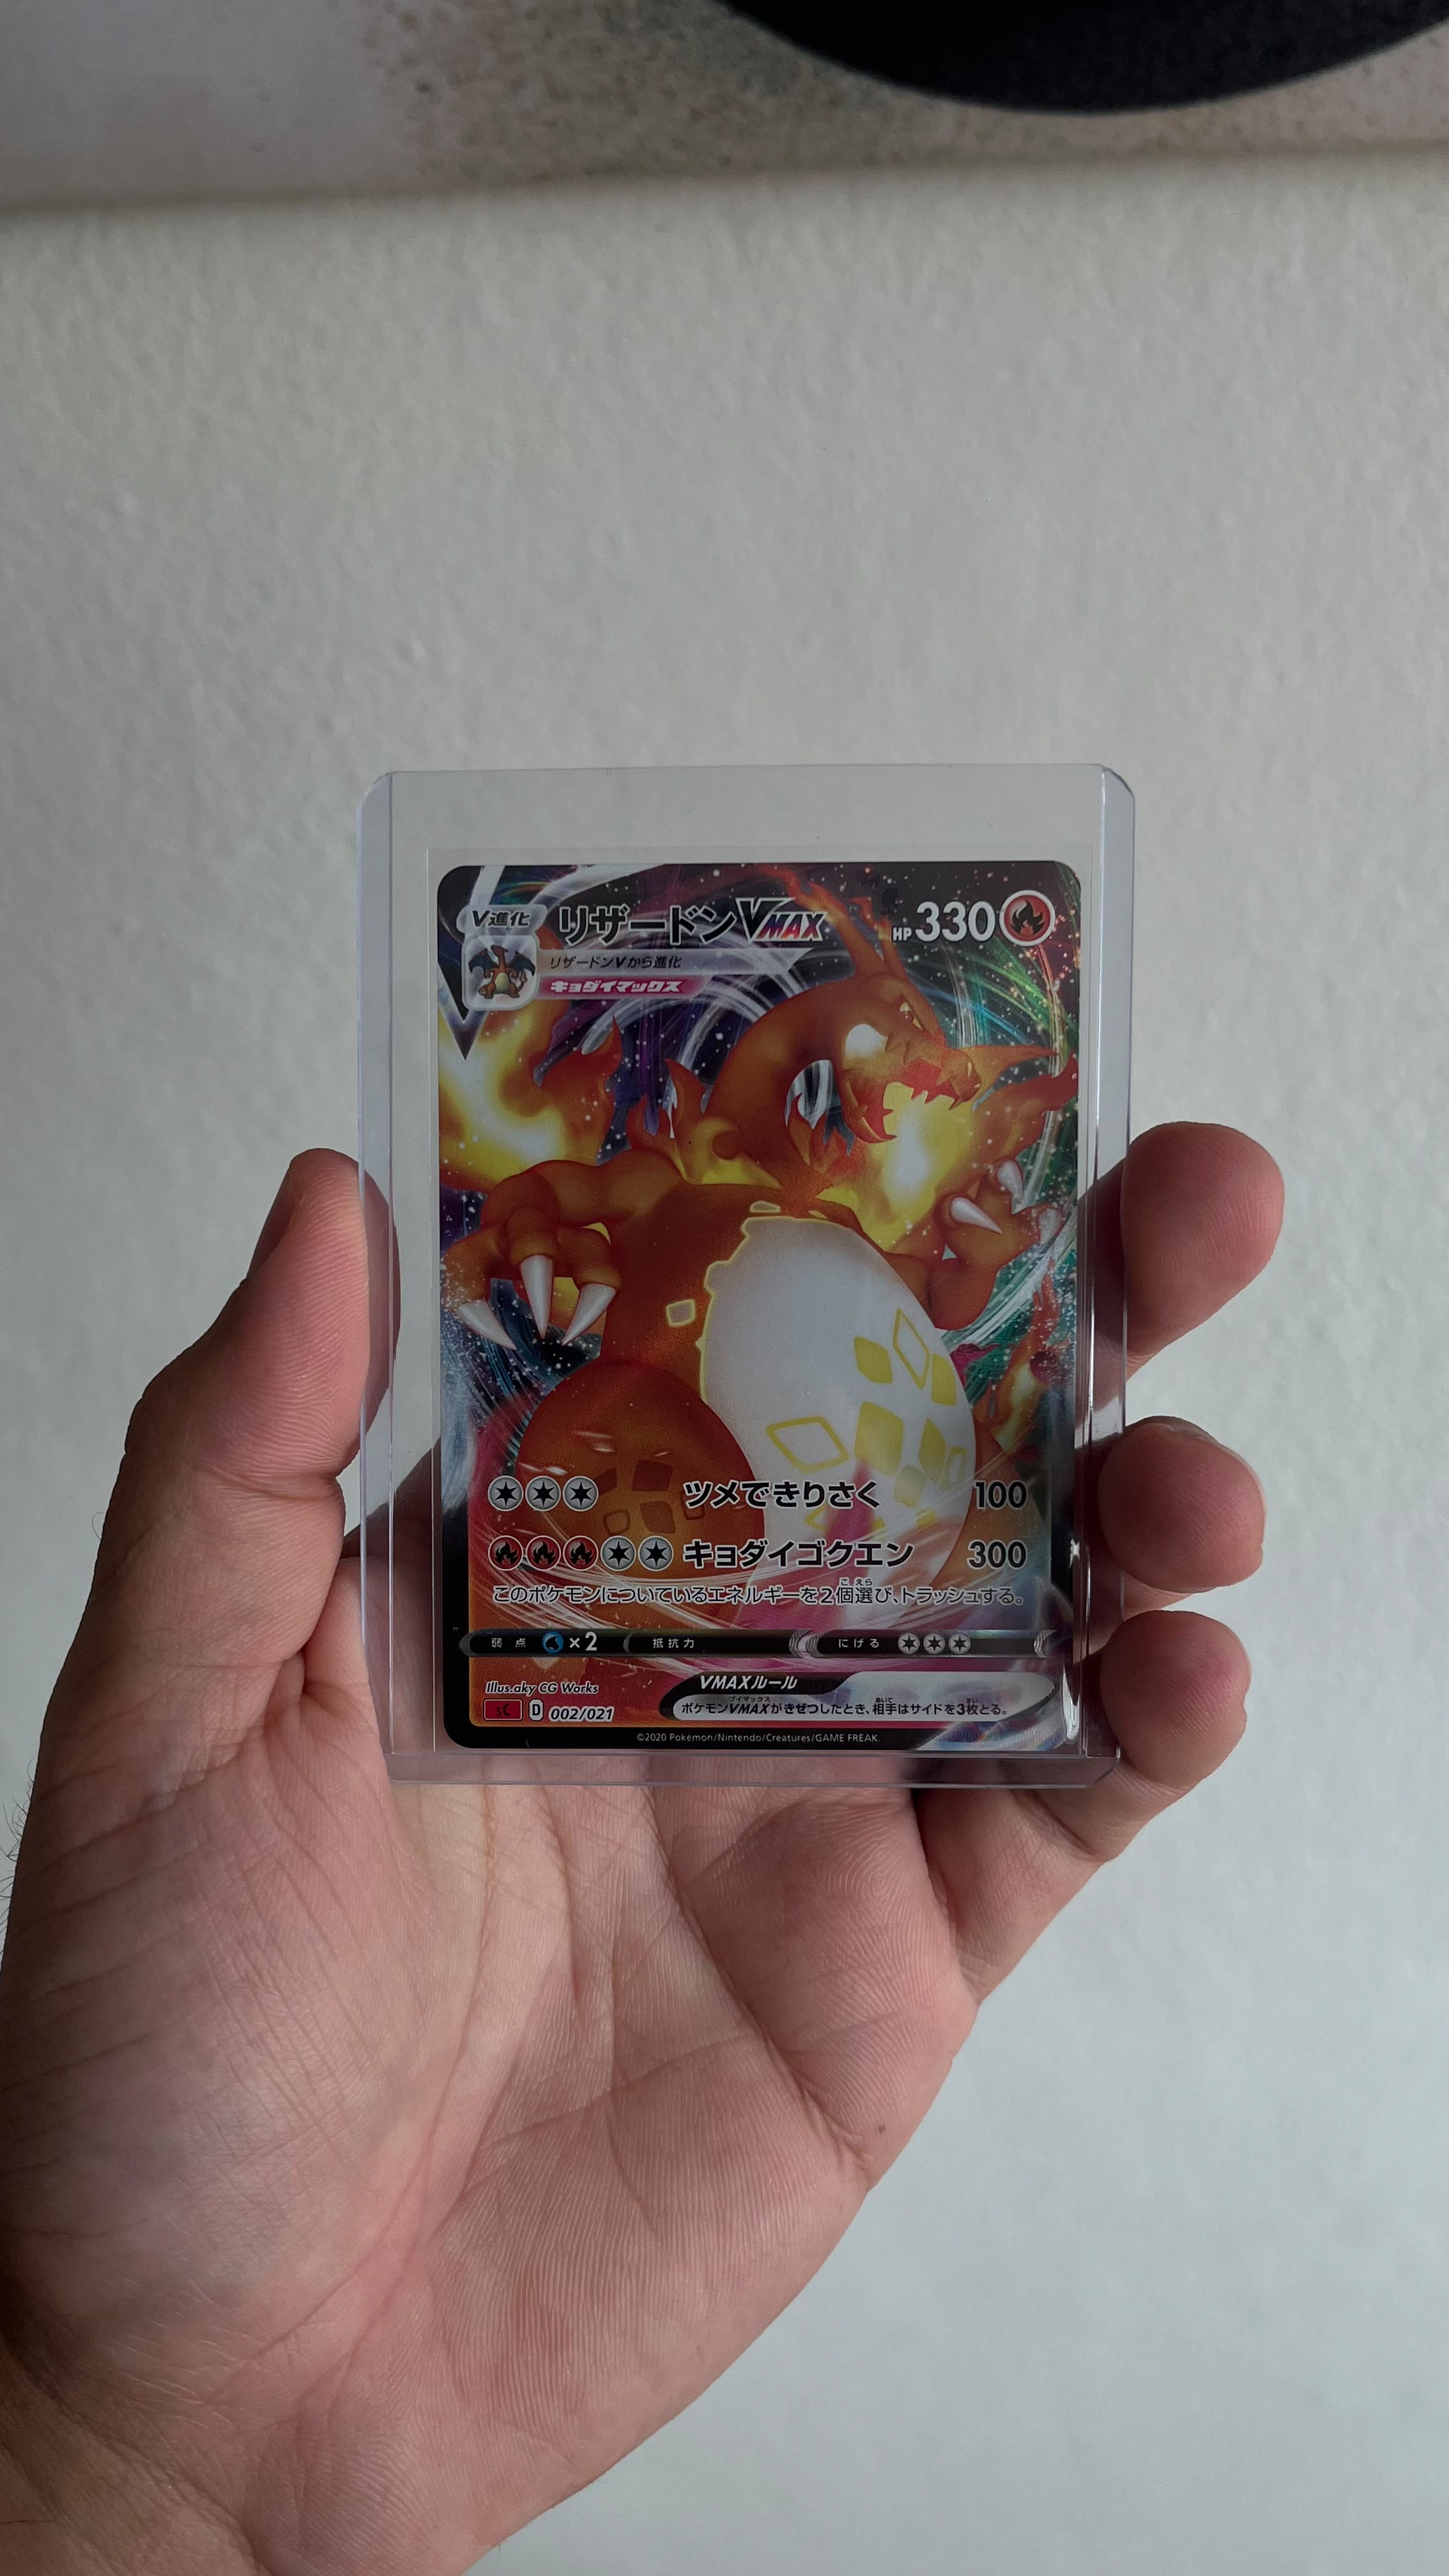 V進化 リザードンVMAX HP330
リザードンVから進化
キョダイマックス
ツメできりさく 100
キョダイゴクエン 300
このポケモンについているエネルギーを2個選び、トラッシュする。
弱点 ×2 抵抗力 にげる
Illus.aky CG Works
VMAXルール
sC D 002/021
ポケモンVMAXがきぜつしたとき、相手はサイドを3枚とる。
©2020 Pokémon/Nintendo/Creatures/GAME FREAK.